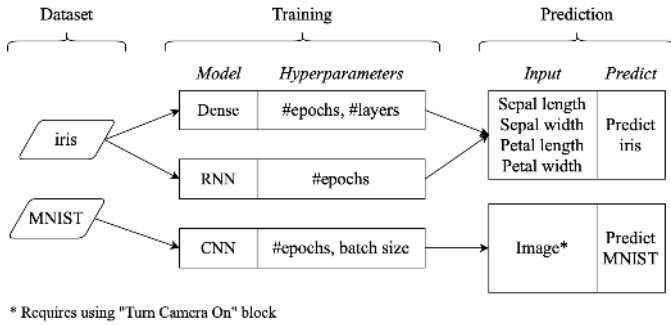 Dataset
Training
Prediction
Model
Hyperparameters
Input
Predict
iris
Dense
#epochs, #layers
RNN
#epochs
Sepal length
Sepal width
Petal length
Petal width
Predict
iris
MNIST
CNN
#epochs, batch size
Image*
Predict
MNIST
* Requires using "Turn Camera On" block